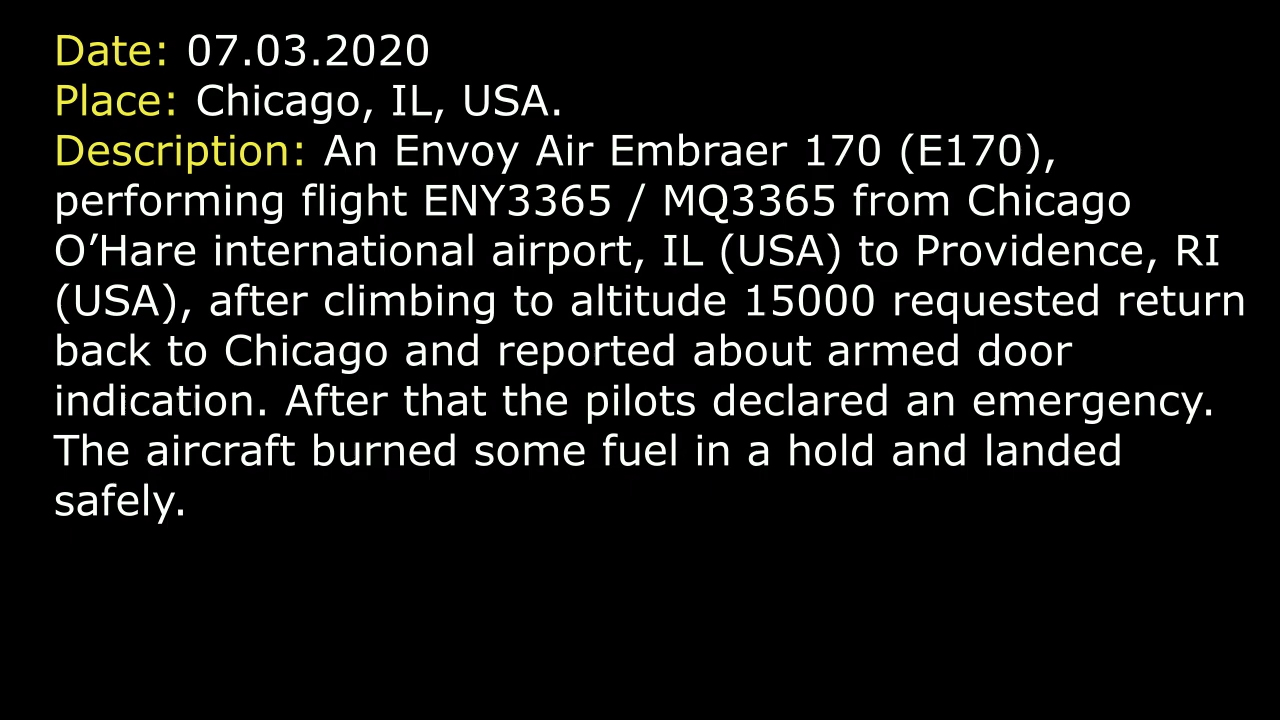 Date: 07.03.2020
Place: Chicago, IL, USA.
Description: An Envoy Air Embraer 170 (E170),
performing flight ENY3365 / MQ3365 from Chicago
O’Hare international airport, IL (USA) to Providence, RI
(USA), after climbing to altitude 15000 requested return
back to Chicago and reported about armed door
indication. After that the pilots declared an emergency.
The aircraft burned some fuel in a hold and landed
safely.